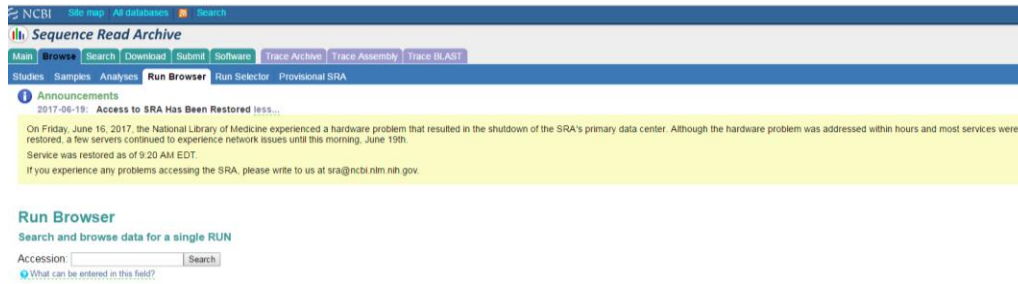 NCBI Site map All databases Search
Sequence Read Archive
Main Browse Search Download Submit Software Trace Archive Trace Assembly Trace BLAST
Studies Samples Analyses Run Browser Run Selector Provisional SRA
Announcements
2017-06-19: Access to SRA Has Been Restored less...
On Friday, June 16, 2017, the National Library of Medicine experienced a hardware problem that resulted in the shutdown of the SRA's primary data center. Although the hardware problem was addressed within hours and most services were
restored, a few servers continued to experience network issues until this morning, June 19th.
Service was restored as of 9:20 AM EDT.
If you experience any problems accessing the SRA, please write to us at sra@ncbi.nlm.nih.gov.
Run Browser
Search and browse data for a single RUN
Accession: Search
What can be entered in this field?